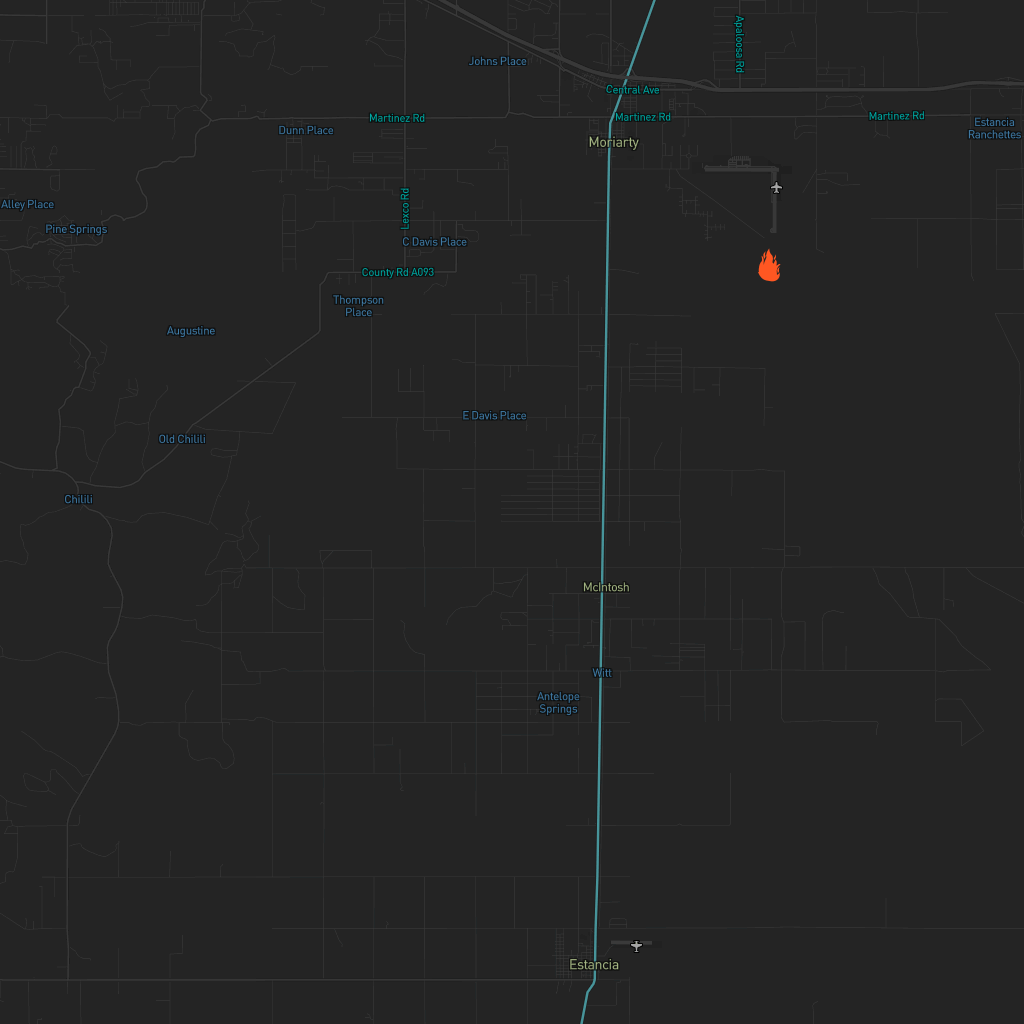 Apaloosa Rd
Johns Place
Central Ave
Martinez Rd
Martinez Rd
Martinez Rd
Dunn Place
Estancia
Ranchettes
Moriarty
Alley Place
Lexco Rd
Pine Springs
C Davis Place
County Rd A093
Thompson
Place
Augustine
E Davis Place
Old Chilili
Chilili
McIntosh
Witt
Antelope
Springs
Estancia